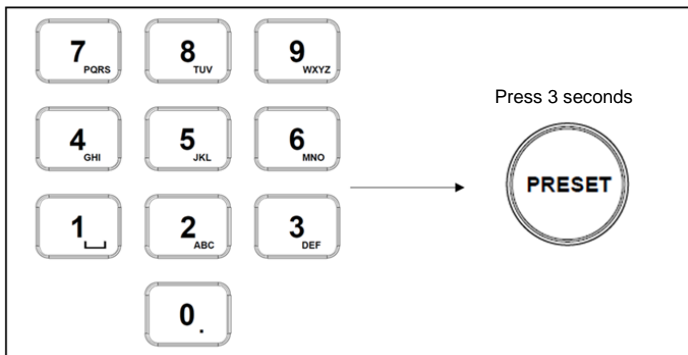 7 PQRS 8 TUV 9 WXYZ
Press 3 seconds
4 GHI 5 JKL 6 MNO
PRESET
1 2 ABC 3 DEF
0 .